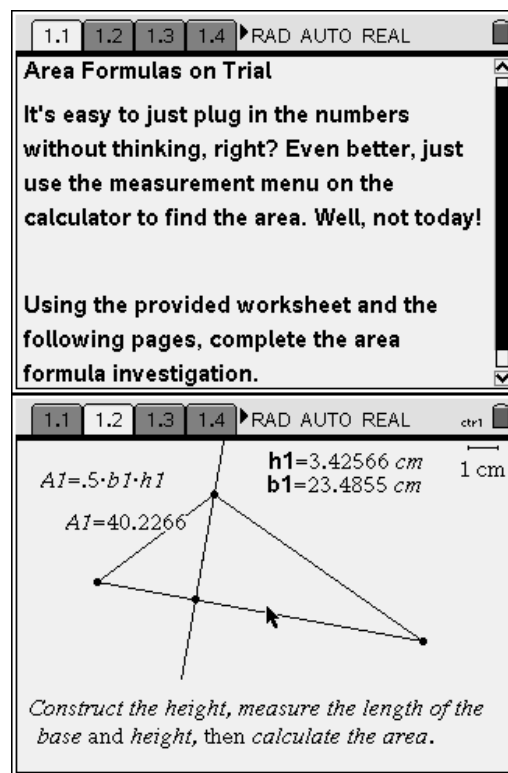 1.1 1.2 1.3 1.4 RAD AUTO REAL
Area Formulas on Trial
It's easy to just plug in the numbers
without thinking, right? Even better, just
use the measurement menu on the
calculator to find the area. Well, not today!
Using the provided worksheet and the
following pages, complete the area
formula investigation.
1.1 1.2 1.3 1.4 RAD AUTO REAL ctrl
A1=.5·b1·h1
h1=3.42566 cm
b1=23.4855 cm
1 cm
A1=40.2266
Construct the height, measure the length of the
base and height, then calculate the area.